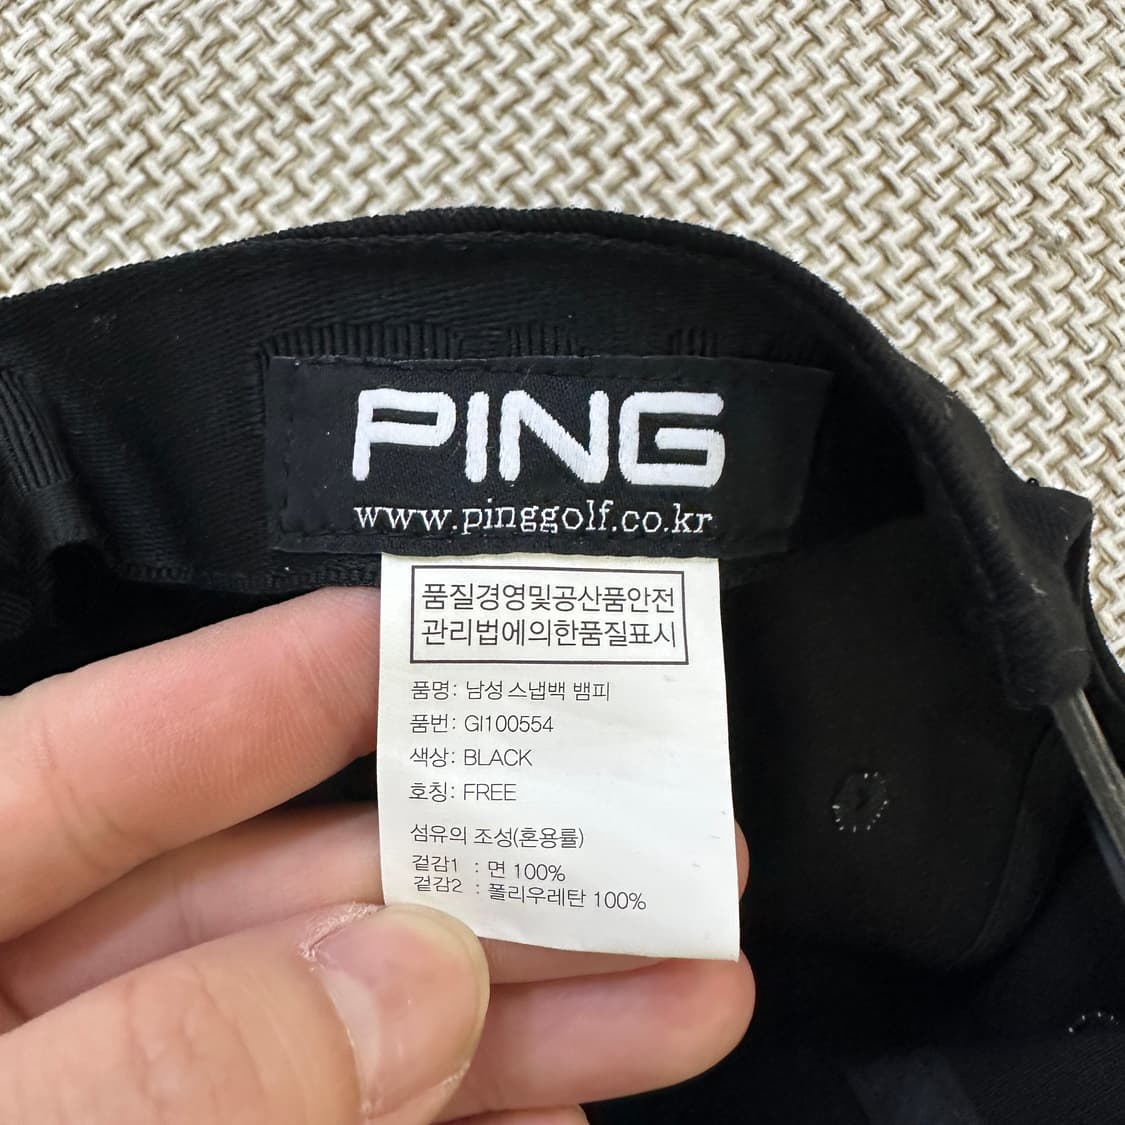 PING
www.pinggolf.co.kr
품질경영및공산품안전
관리법에의한품질표시
품명: 남성 스냅백 뱀피
품번: GI100554
색상: BLACK
호칭: FREE
섬유의 조성(혼용률)
겉감1 : 면 100%
겉감2 : 폴리우레탄 100%